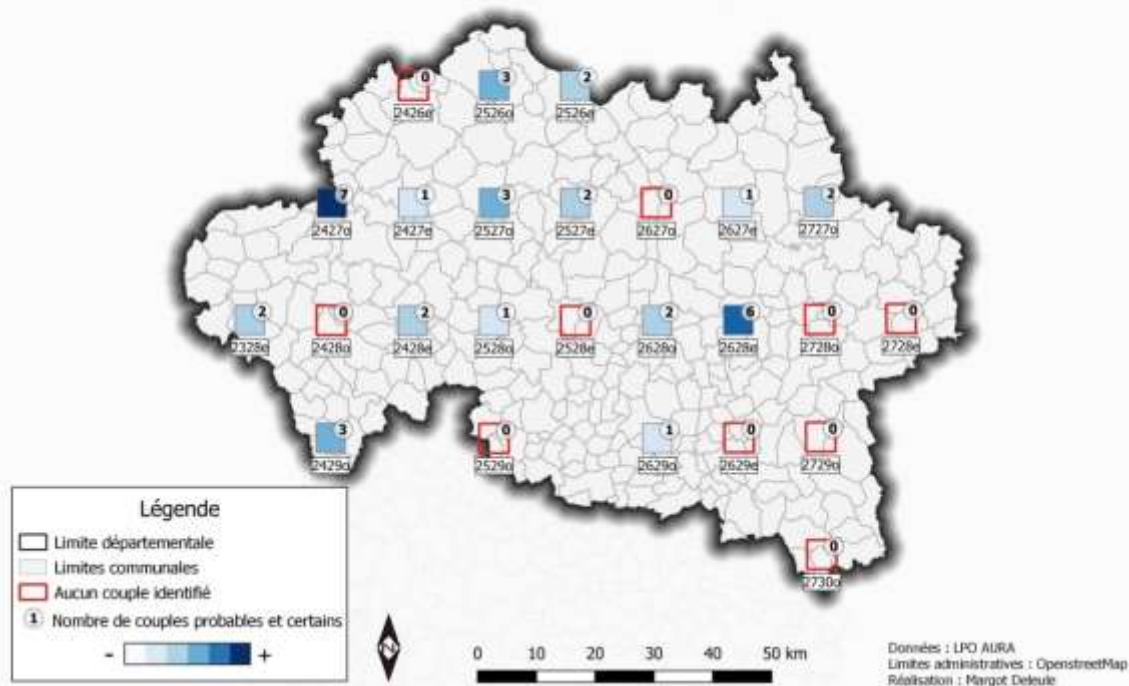 0 3 2
2426e 2526o 2526e
7 1 3 2 0 1 2
2427o 2427e 2527o 2527e 2627o 2627e 2727o
2 0 2 1 0 2 6 0 0
2328e 2428o 2428e 2528o 2528e 2628o 2628e 2728o 2728e
3 0 1 0 0
2429o 2529o 2629o 2629e 2729o
0
2730o
Légende
Limite départementale
Limites communales
Aucun couple identifié
1 Nombre de couples probables et certains
- +
N
0 10 20 30 40 50 km
Données : LPO AURA
Limites administratives : OpenstreetMap
Réalisation : Margot Deleule